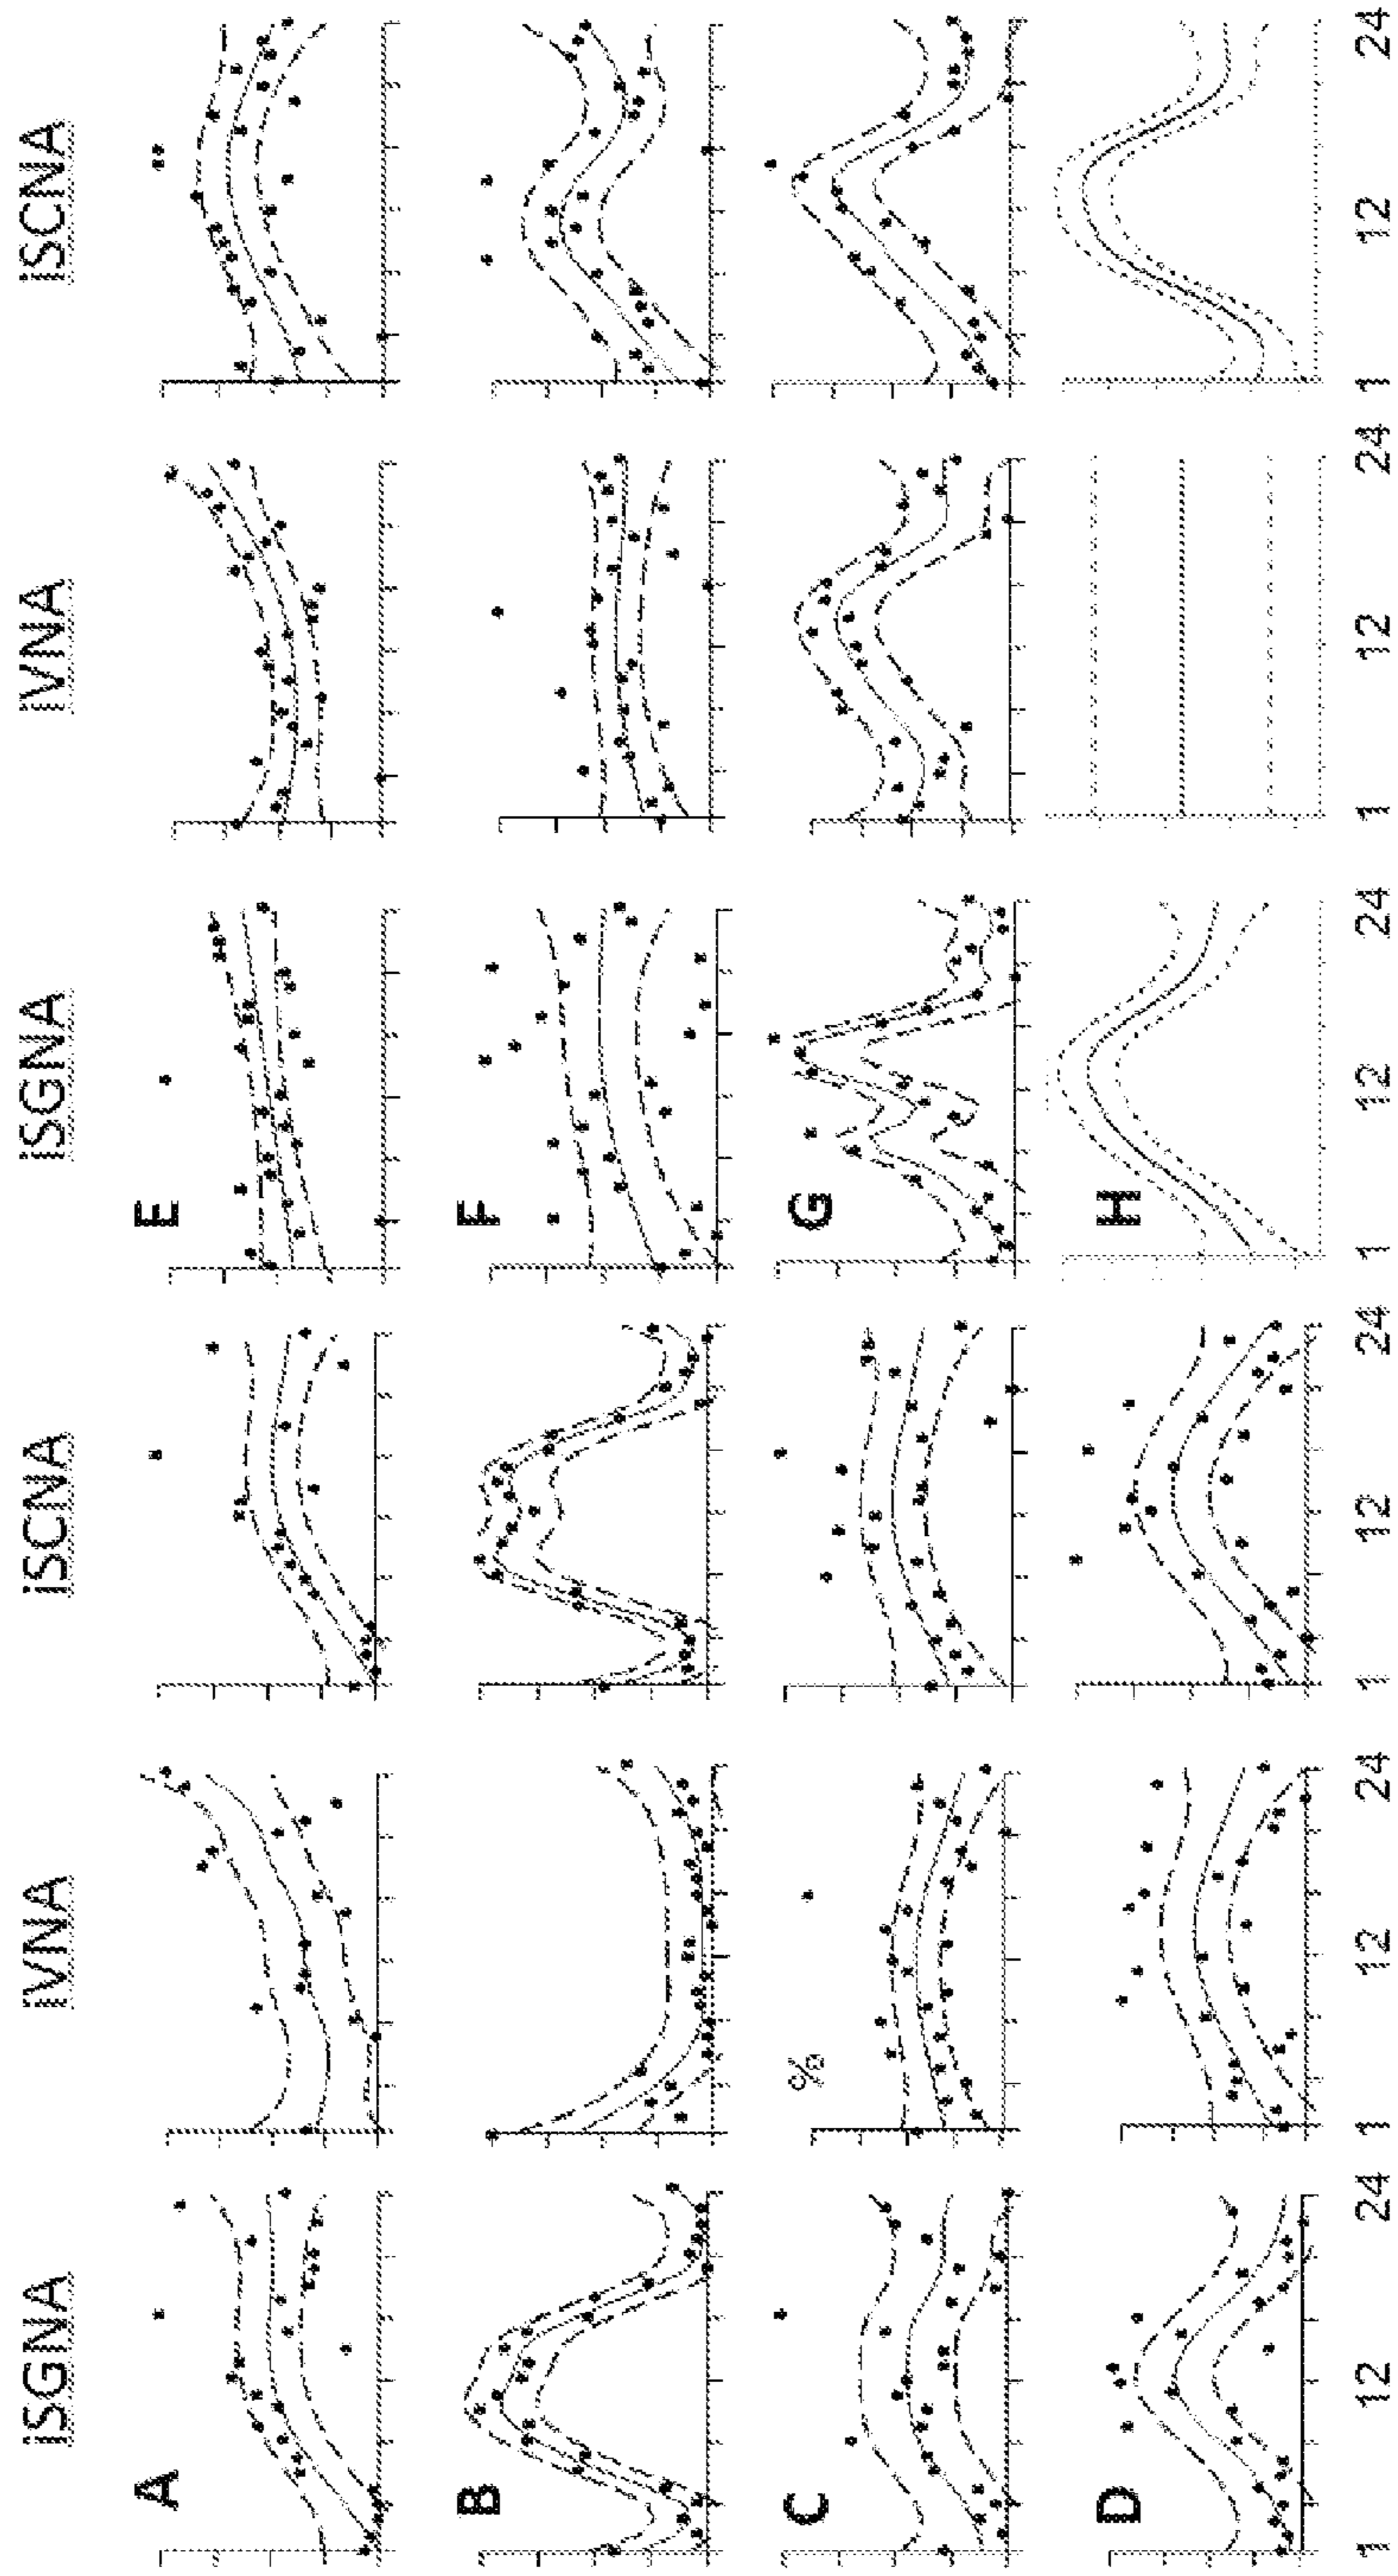 iSGNA iVNA iSCNA iSGNA iVNA iSCNA
A E
B F
C % G
D H
1 12 24 1 12 24 1 12 24 1 12 24 1 12 24 1 12 24